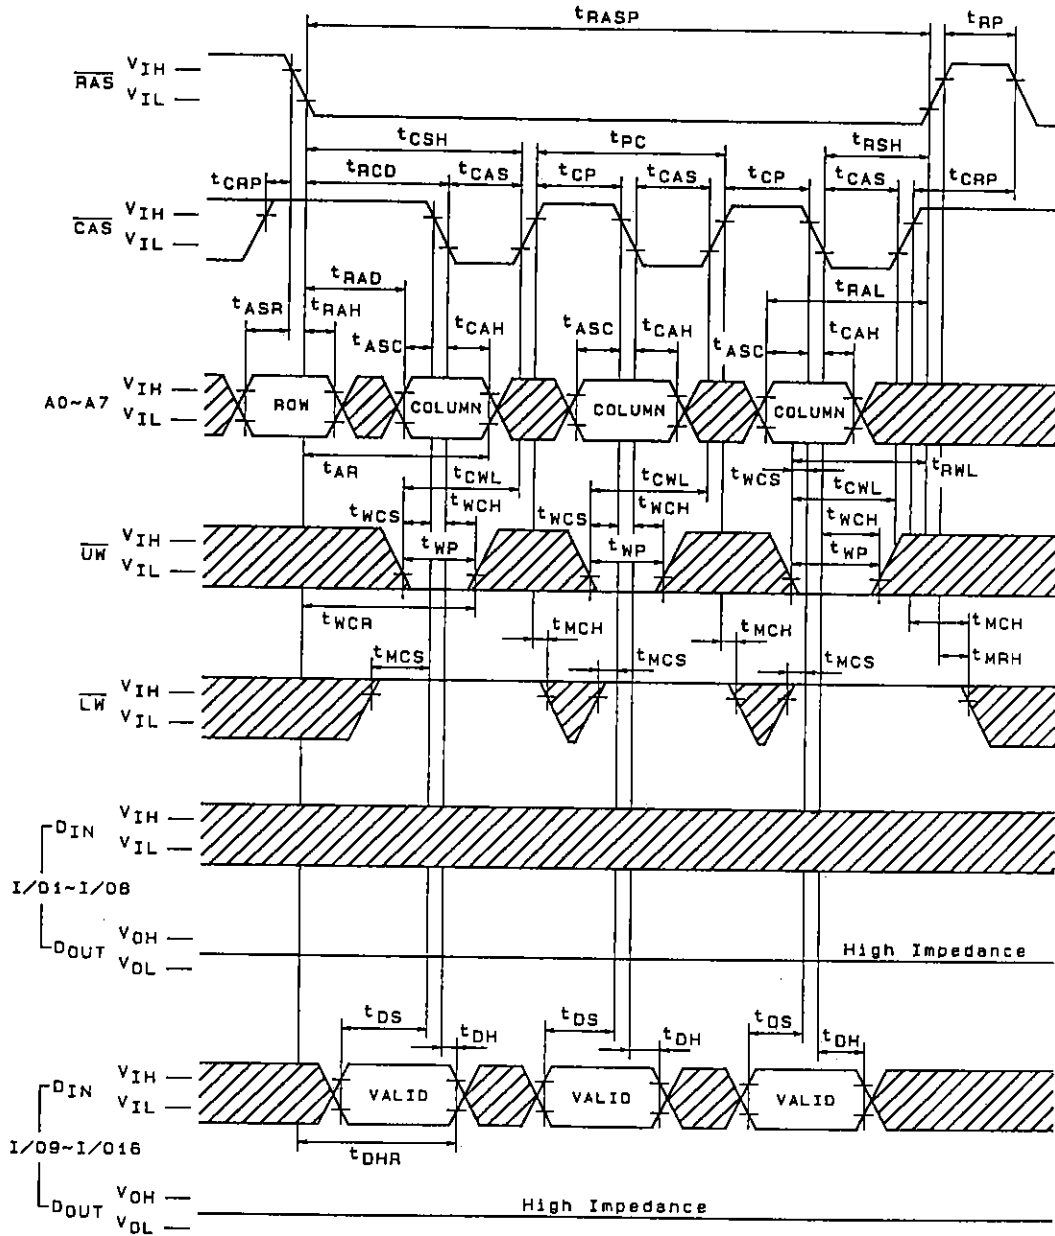 tRASP tRP
RAS VIH
VIL
tCSH tPC tRSH
tCRP tRCD tCAS tCP tCAS tCP tCAS tCRP
CAS VIH
VIL
tRAD tRAL
tASR tRAH tASC tCAH tASC tCAH tASC tCAH
A0~A7 VIH
VIL
ROW COLUMN COLUMN COLUMN
tAR tCWL tCWL tWCS tRWL
tCWL
tWCS tWCH tWCS tWCH tWCH
UW VIH
VIL
tWP tWP tWP
tWCR tMCH tMCH tMCH
tMCS tMCS tMCS tMRH
LW VIH
VIL
DIN VIH
VIL
I/O1~I/O8
DOUT VOH
VOL
High Impedance
tDS tDH tDS tDH tDS tDH
DIN VIH
VIL
VALID VALID VALID
I/O9~I/O16
tDHR
DOUT VOH
VOL
High Impedance